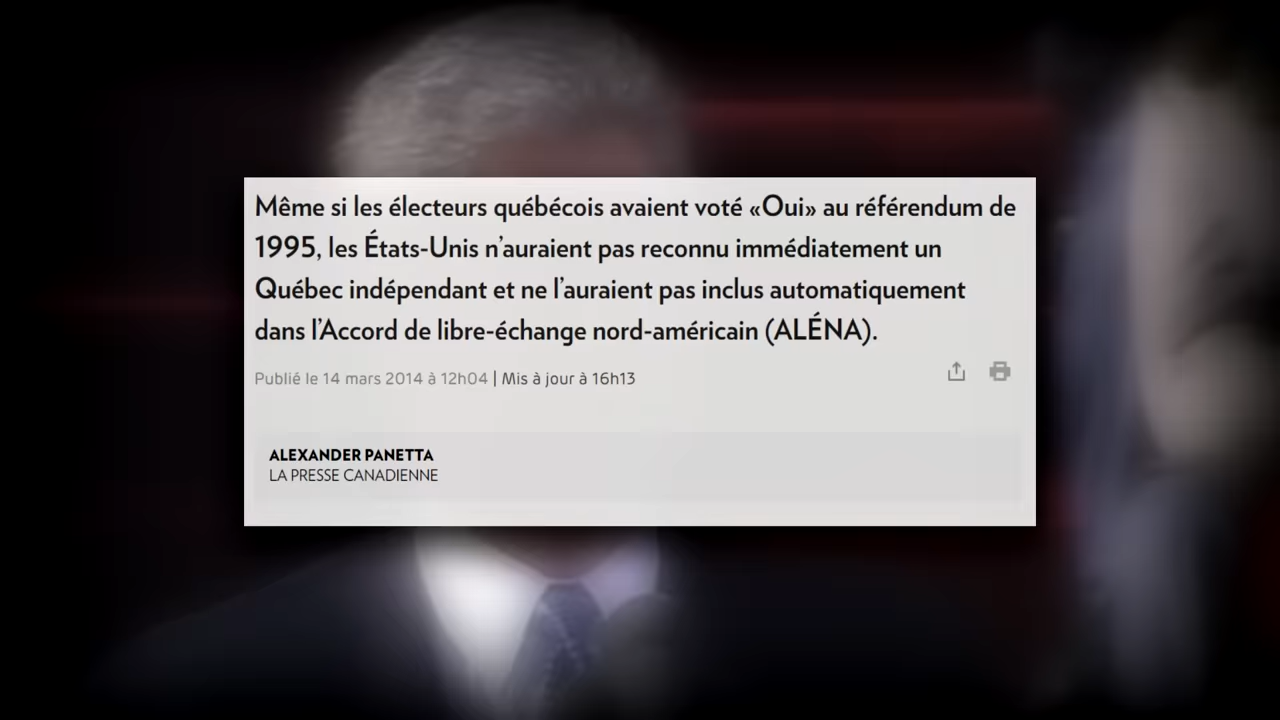 Même si les électeurs québécois avaient voté «Oui» au référendum de
1995, les États-Unis n'auraient pas reconnu immédiatement un
Québec indépendant et ne l'auraient pas inclus automatiquement
dans l'Accord de libre-échange nord-américain (ALÉNA).
Publié le 14 mars 2014 à 12h04 | Mis à jour à 16h13
ALEXANDER PANETTA
LA PRESSE CANADIENNE